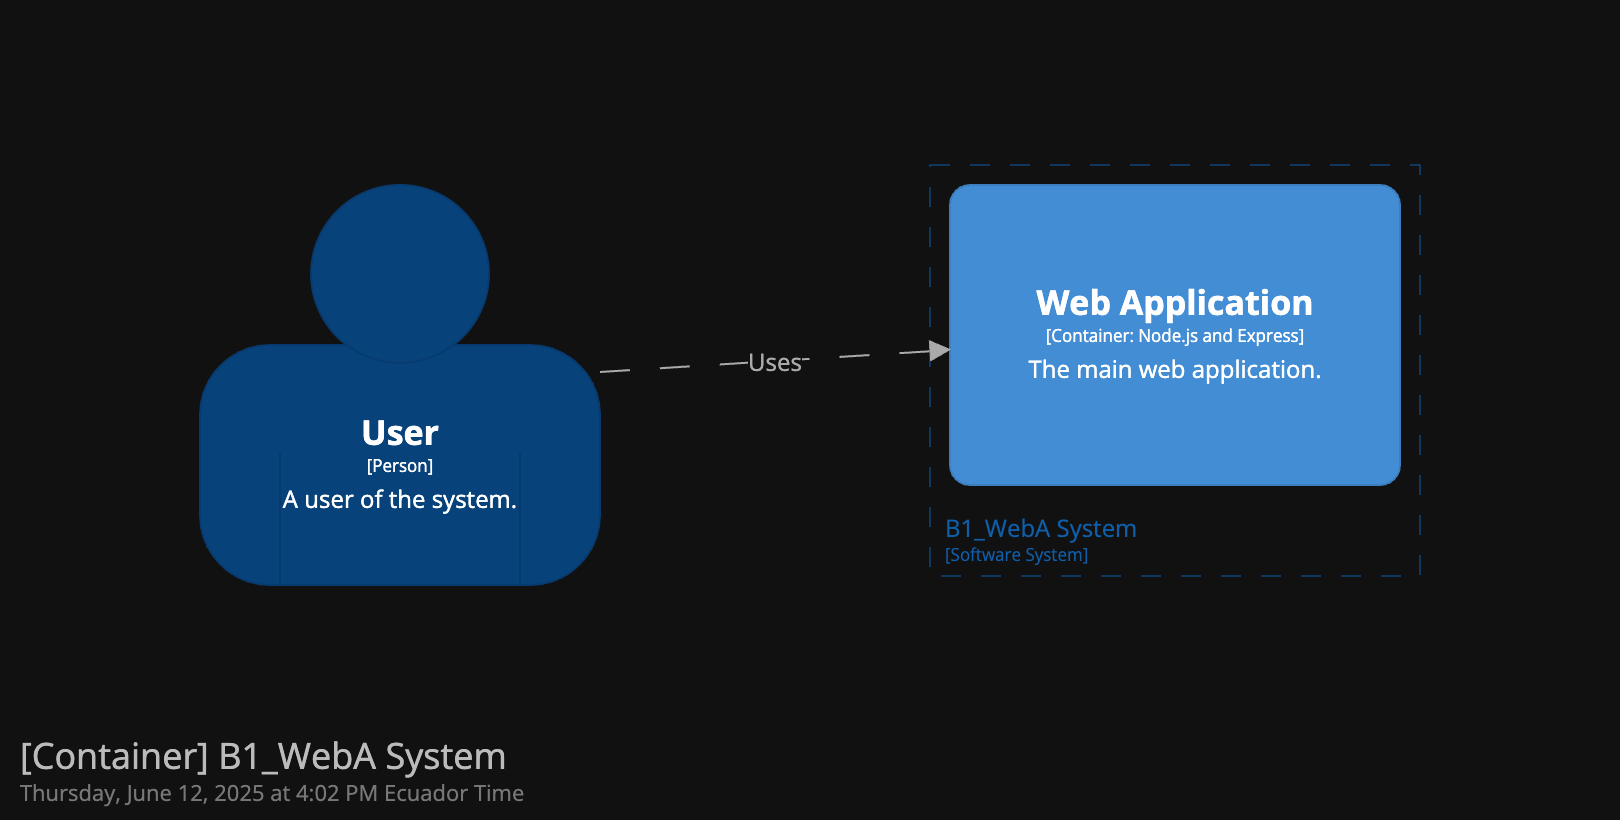 Web Application
[Container: Node.js and Express]
The main web application.
Uses
User
[Person]
A user of the system.
B1_WebA System
[Software System]
[Container] B1_WebA System
Thursday, June 12, 2025 at 4:02 PM Ecuador Time